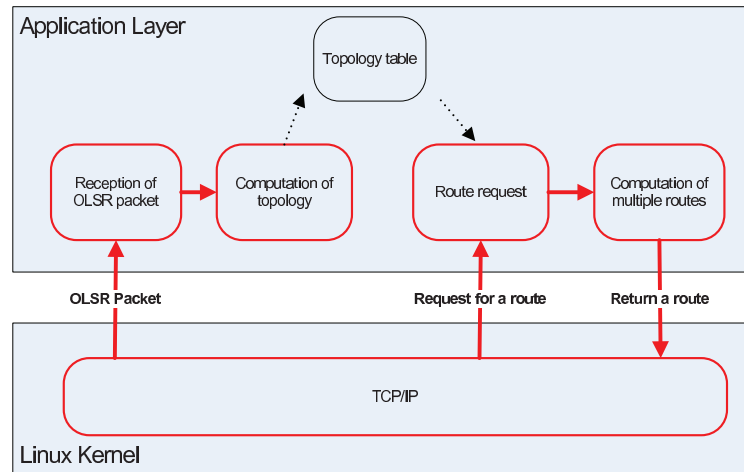 Application Layer
Topology table
Reception of
OLSR packet
Computation of
topology
Route request
Computation of
multiple routes
OLSR Packet
Request for a route
Return a route
TCP/IP
Linux Kernel